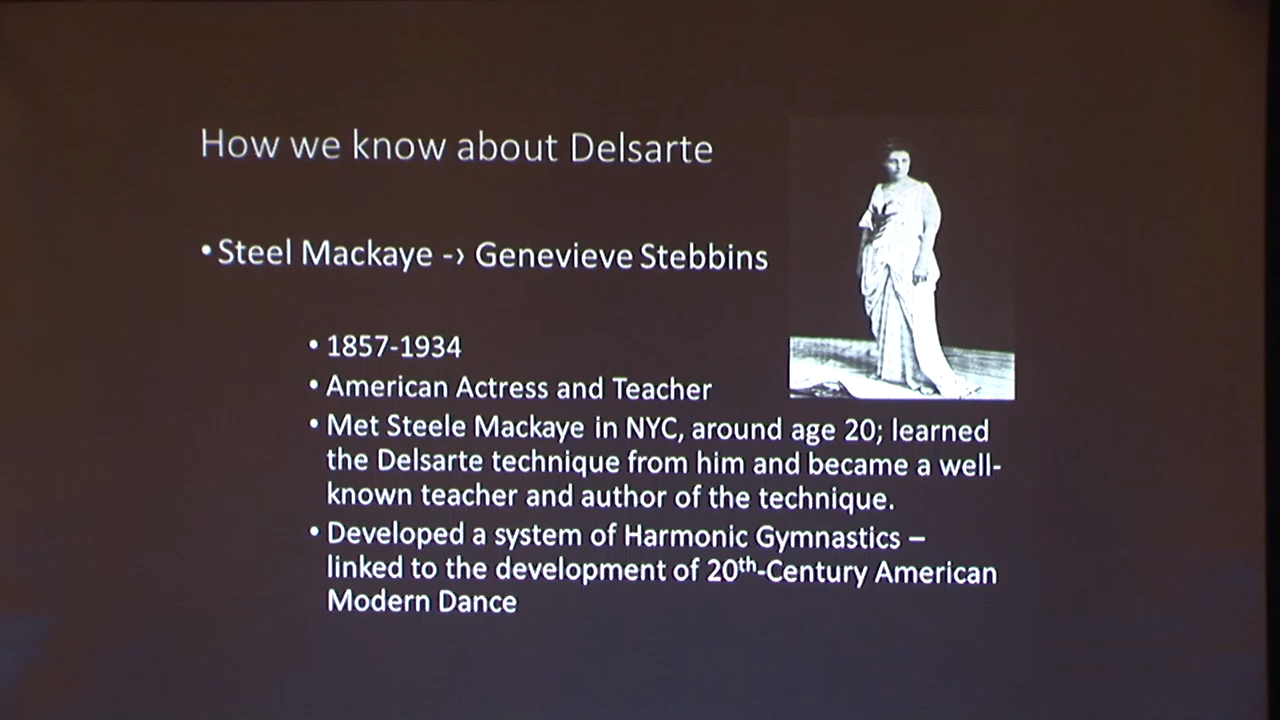 How we know about Delsarte
• Steel Mackaye -› Genevieve Stebbins
• 1857-1934
• American Actress and Teacher
• Met Steele Mackaye in NYC, around age 20; learned
the Delsarte technique from him and became a well-
known teacher and author of the technique.
• Developed a system of Harmonic Gymnastics –
linked to the development of 20th-Century American
Modern Dance